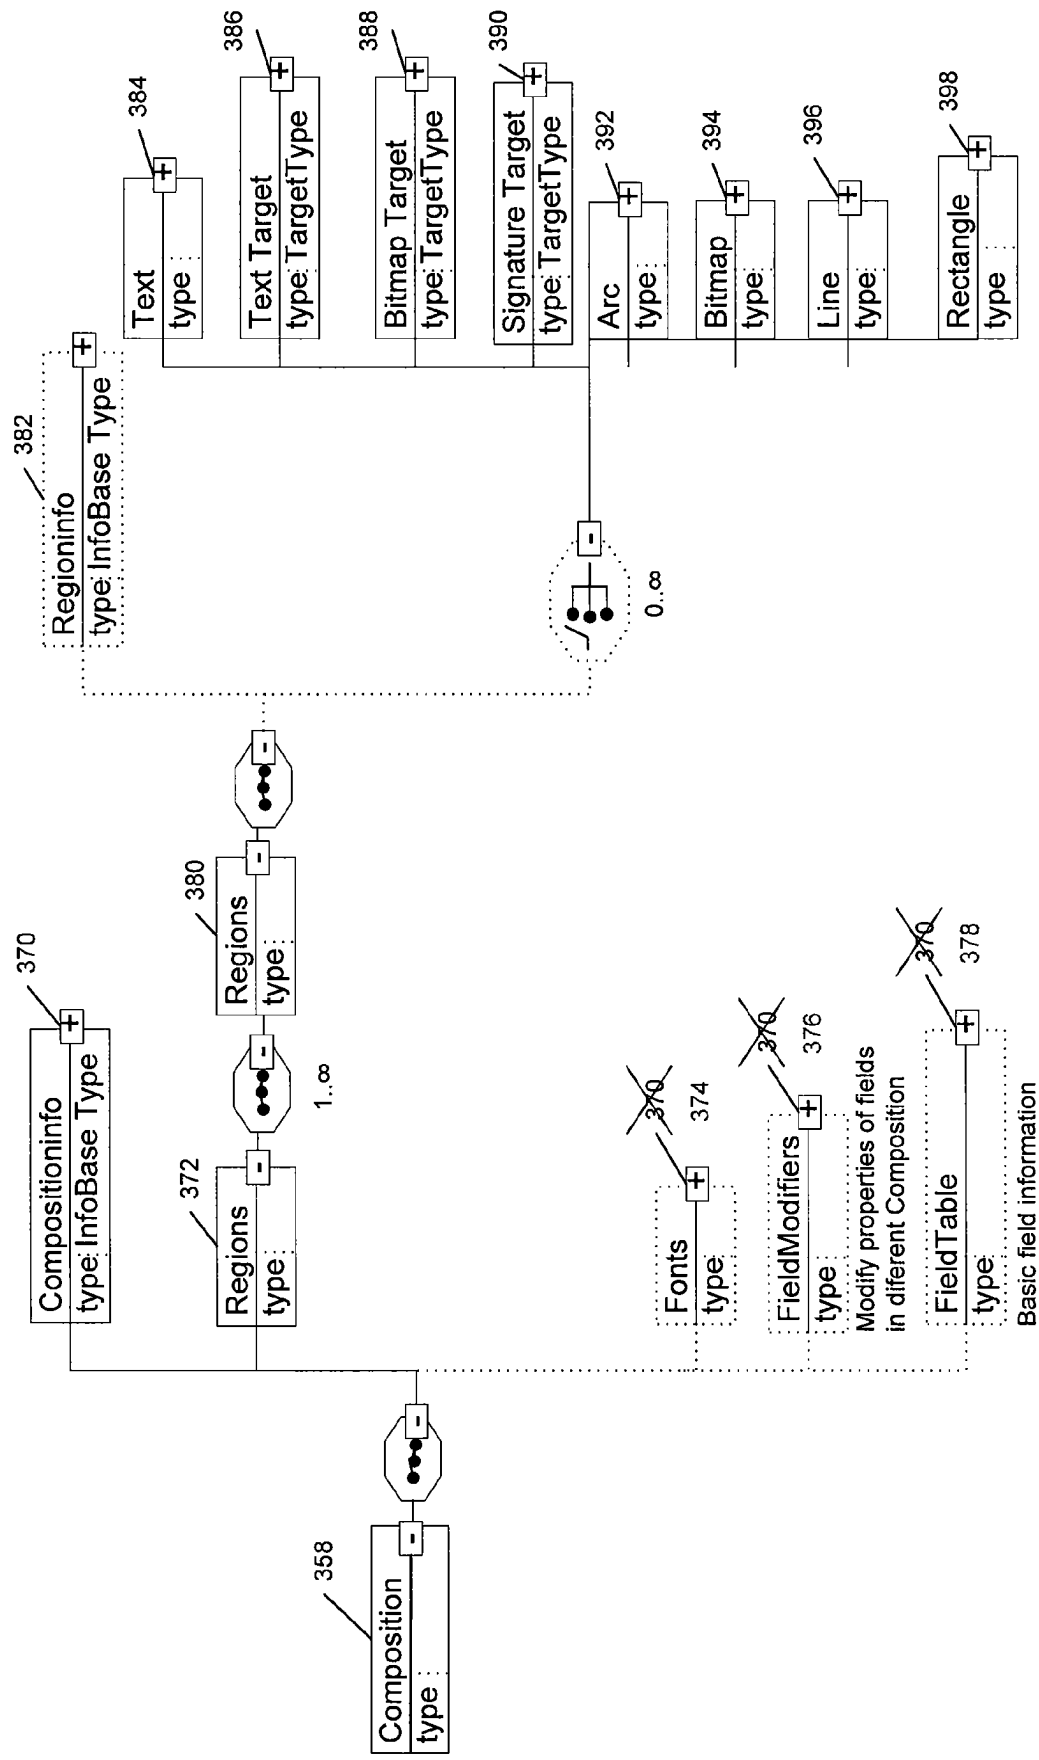 358
Composition
type
370
Compositioninfo
type: InfoBase Type
372
Regions
type
1..∞
380
Regions
type
370
374
Fonts
type
370
376
FieldModifiers
type
Modify properties of fields
in diferent Composition
370
378
FieldTable
type
Basic field information
382
Regioninfo
type: InfoBase Type
0..∞
384
Text
type
386
Text Target
type: TargetType
388
Bitmap Target
type: TargetType
390
Signature Target
type: TargetType
392
Arc
type
394
Bitmap
type
396
Line
type
398
Rectangle
type